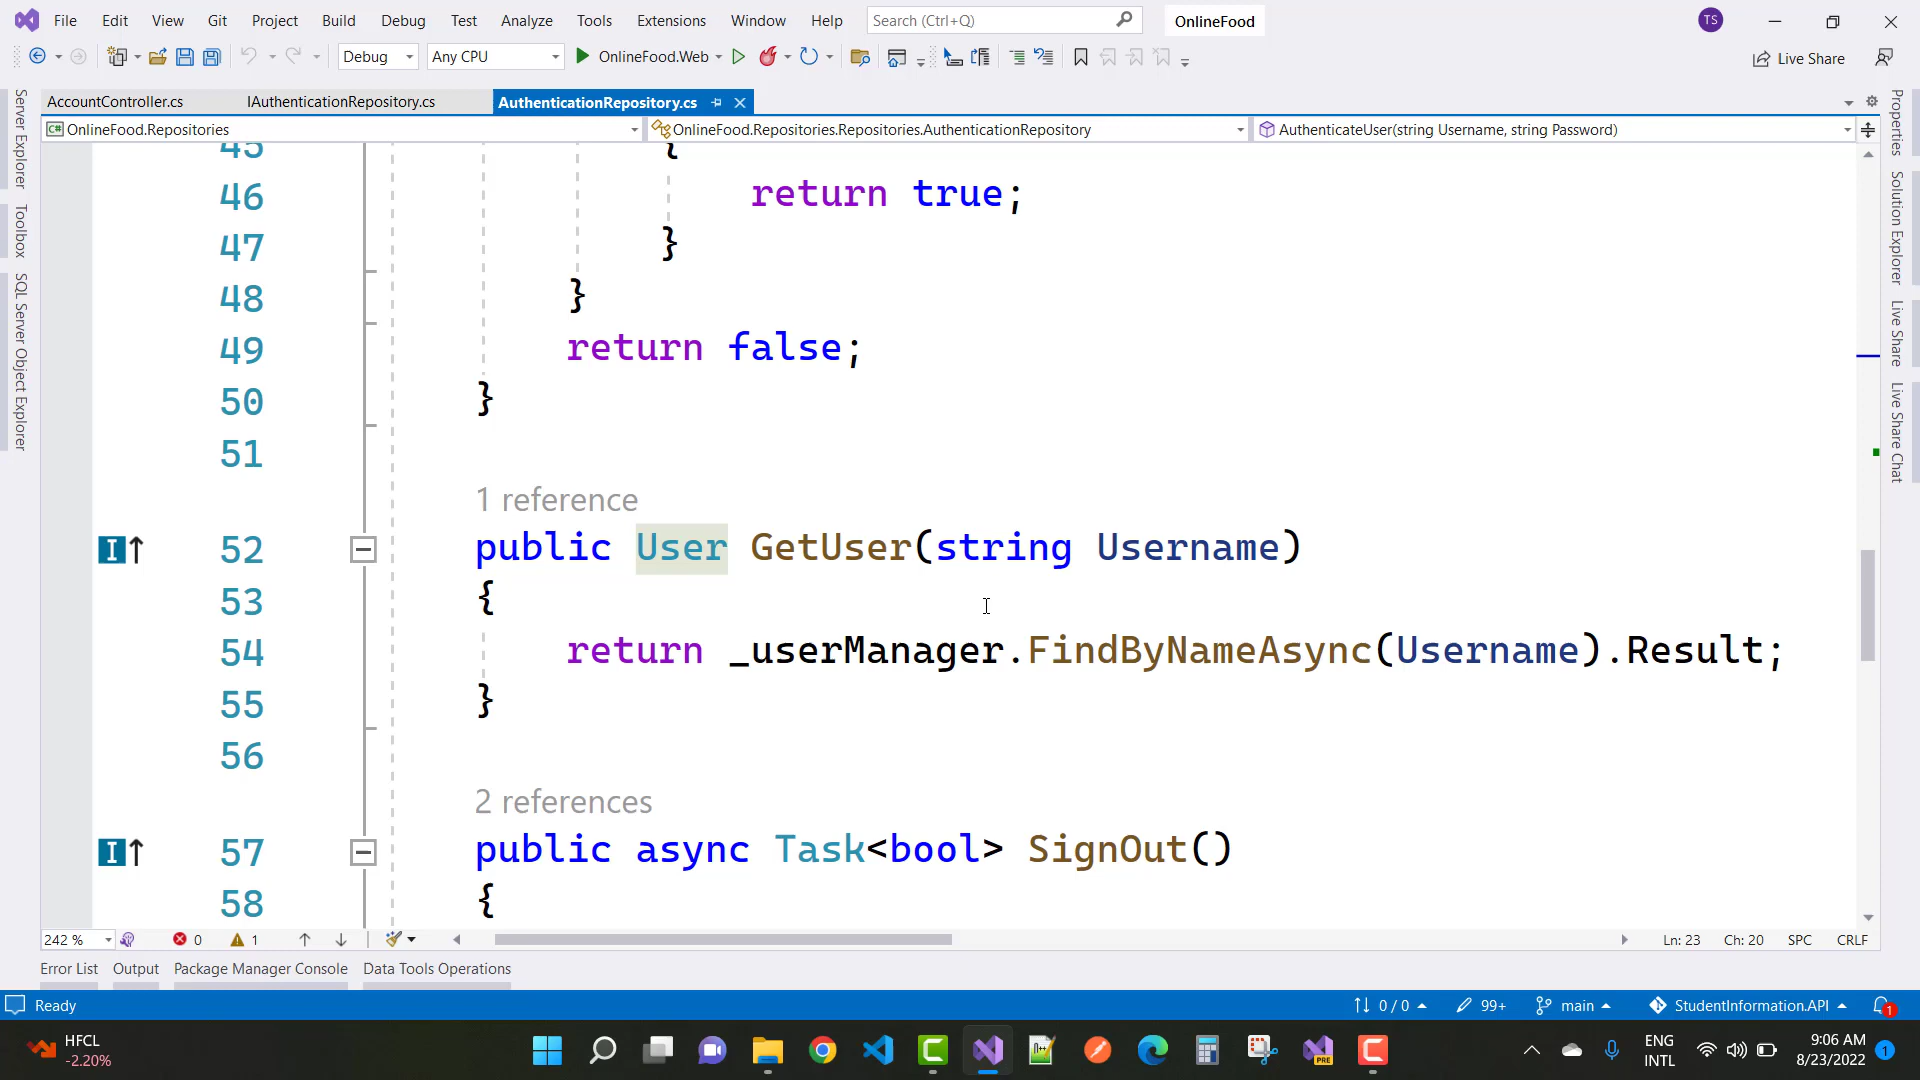 File Edit View Git Project Build Debug Test Analyze Tools Extensions Window Help Search (Ctrl+Q) OnlineFood TS
Debug Any CPU OnlineFood.Web Live Share
AccountController.cs IAuthenticationRepository.cs AuthenticationRepository.cs
C# OnlineFood.Repositories OnlineFood.Repositories.Repositories.AuthenticationRepository AuthenticateUser(string Username, string Password)
Server Explorer
Toolbox
SQL Server Object Explorer
45 {
46 return true;
47 }
48 }
49 return false;
50 }
51
1 reference
52 public User GetUser(string Username)
53 {
54 return _userManager.FindByNameAsync(Username).Result;
55 }
56
2 references
57 public async Task<bool> SignOut()
58 {
Properties
Solution Explorer
Live Share
Live Share Chat
242 % 0 1 Ln: 23 Ch: 20 SPC CRLF
Error List Output Package Manager Console Data Tools Operations
Ready 0 / 0 99+ main StudentInformation.API 1
HFCL
-2.20%
PRE
ENG
INTL
9:06 AM
8/23/2022
1